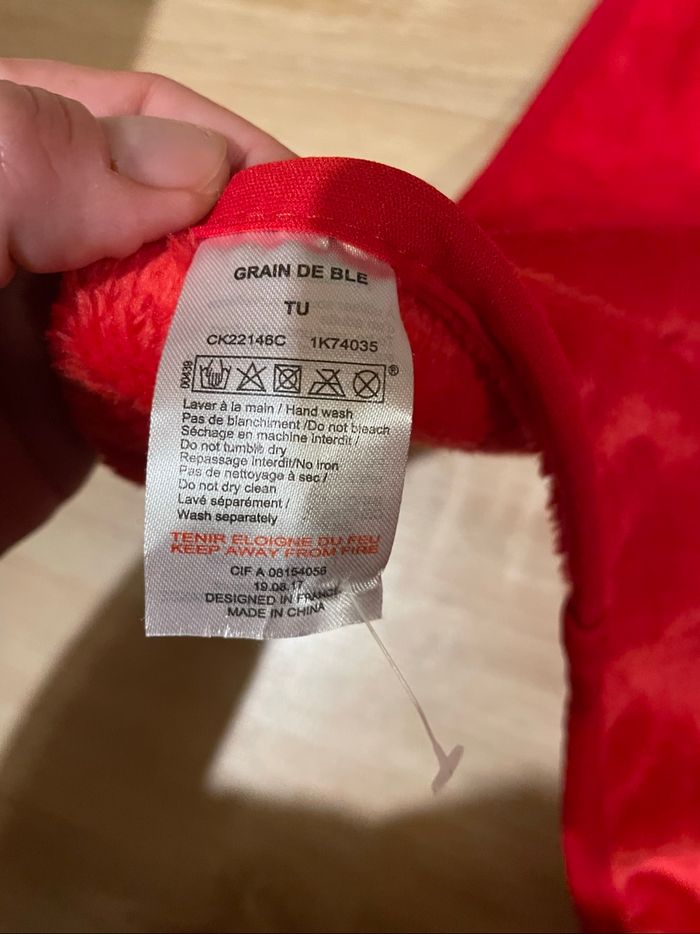 GRAIN DE BLE
TU
CK22146C 1K74035
00439
®
Laver à la main / Hand wash
Pas de blanchiment /Do not bleach
Séchage en machine interdit /
Do not tumble dry
Repassage interdit/No iron
Pas de nettoyage à sec /
Do not dry clean
Lavé séparément /
Wash separately
TENIR ELOIGNE DU FEU
KEEP AWAY FROM FIRE
CIF A 08154056
19.08.17
DESIGNED IN FRANCE
MADE IN CHINA